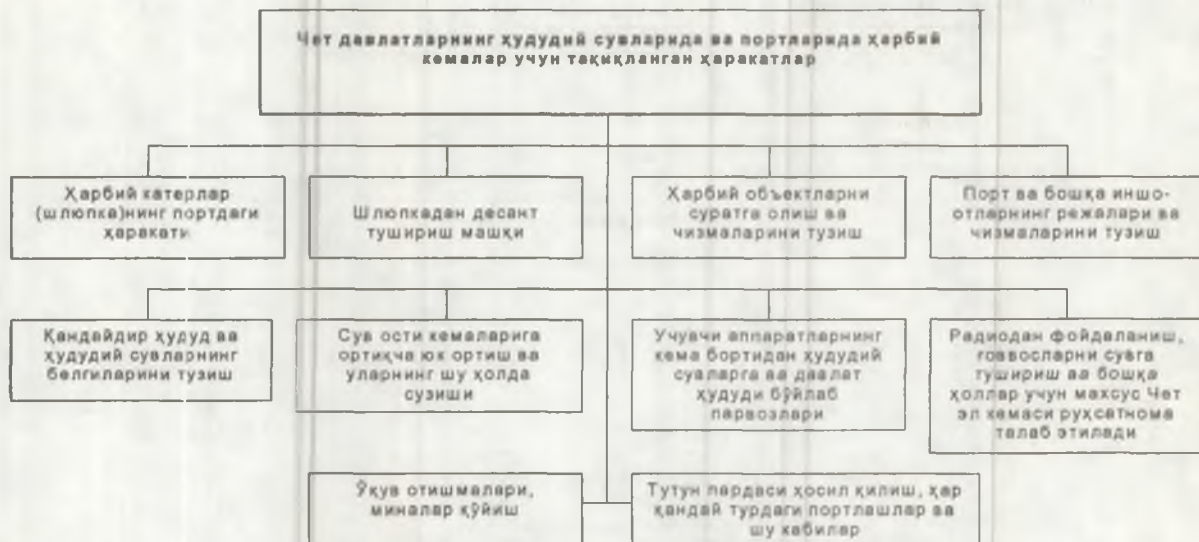 Чет давлатларнинг ҳудудий сувларида ва портларида ҳарбий
кемалар учун тақиқланган ҳаракатлар
Ҳарбий катерлар
(шлюпка)нинг портдаги
ҳаракати
Шлюпкадан десант
тушириш машқи
Ҳарбий объектларни
суратга олиш ва
чизмаларини тузиш
Порт ва бошқа иншо-
отларнинг режалари ва
чизмаларини тузиш
Қандайдир ҳудуд ва
ҳудудий сувларнинг
белгиларини тузиш
Сув ости кемаларига
ортиқча юк ортиш ва
уларнинг шу ҳолда
сузиши
Учувчи аппаратларнинг
кема бортидан ҳудудий
сувларга ва давлат
ҳудуди бўйлаб
парвозлари
Радиодан фойдаланиш,
ғаввосларни сувга
тушириш ва бошқа
ҳоллар учун махсус Чет
эл кемаси руҳсатнома
талаб этилади
Ўқув отишмалари,
миналар қўйиш
Тутун пардаси ҳосил қилиш, ҳар
қандай турдаги портлашлар ва
шу кабилар